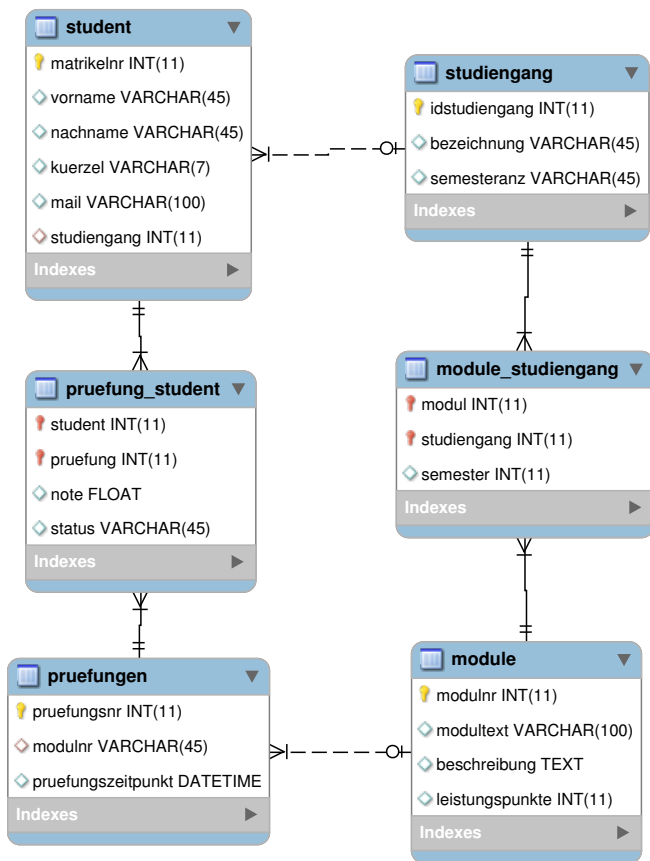 student
matrikelnr INT(11)
vorname VARCHAR(45)
nachname VARCHAR(45)
kuerzel VARCHAR(7)
mail VARCHAR(100)
studiengang INT(11)
Indexes
studiengang
idstudiengang INT(11)
bezeichnung VARCHAR(45)
semesteranz VARCHAR(45)
Indexes
pruefung_student
student INT(11)
pruefung INT(11)
note FLOAT
status VARCHAR(45)
Indexes
module_studiengang
modul INT(11)
studiengang INT(11)
semester INT(11)
Indexes
pruefungen
pruefungsnr INT(11)
modulnr VARCHAR(45)
pruefungszeitpunkt DATETIME
Indexes
module
modulnr INT(11)
modultext VARCHAR(100)
beschreibung TEXT
leistungspunkte INT(11)
Indexes